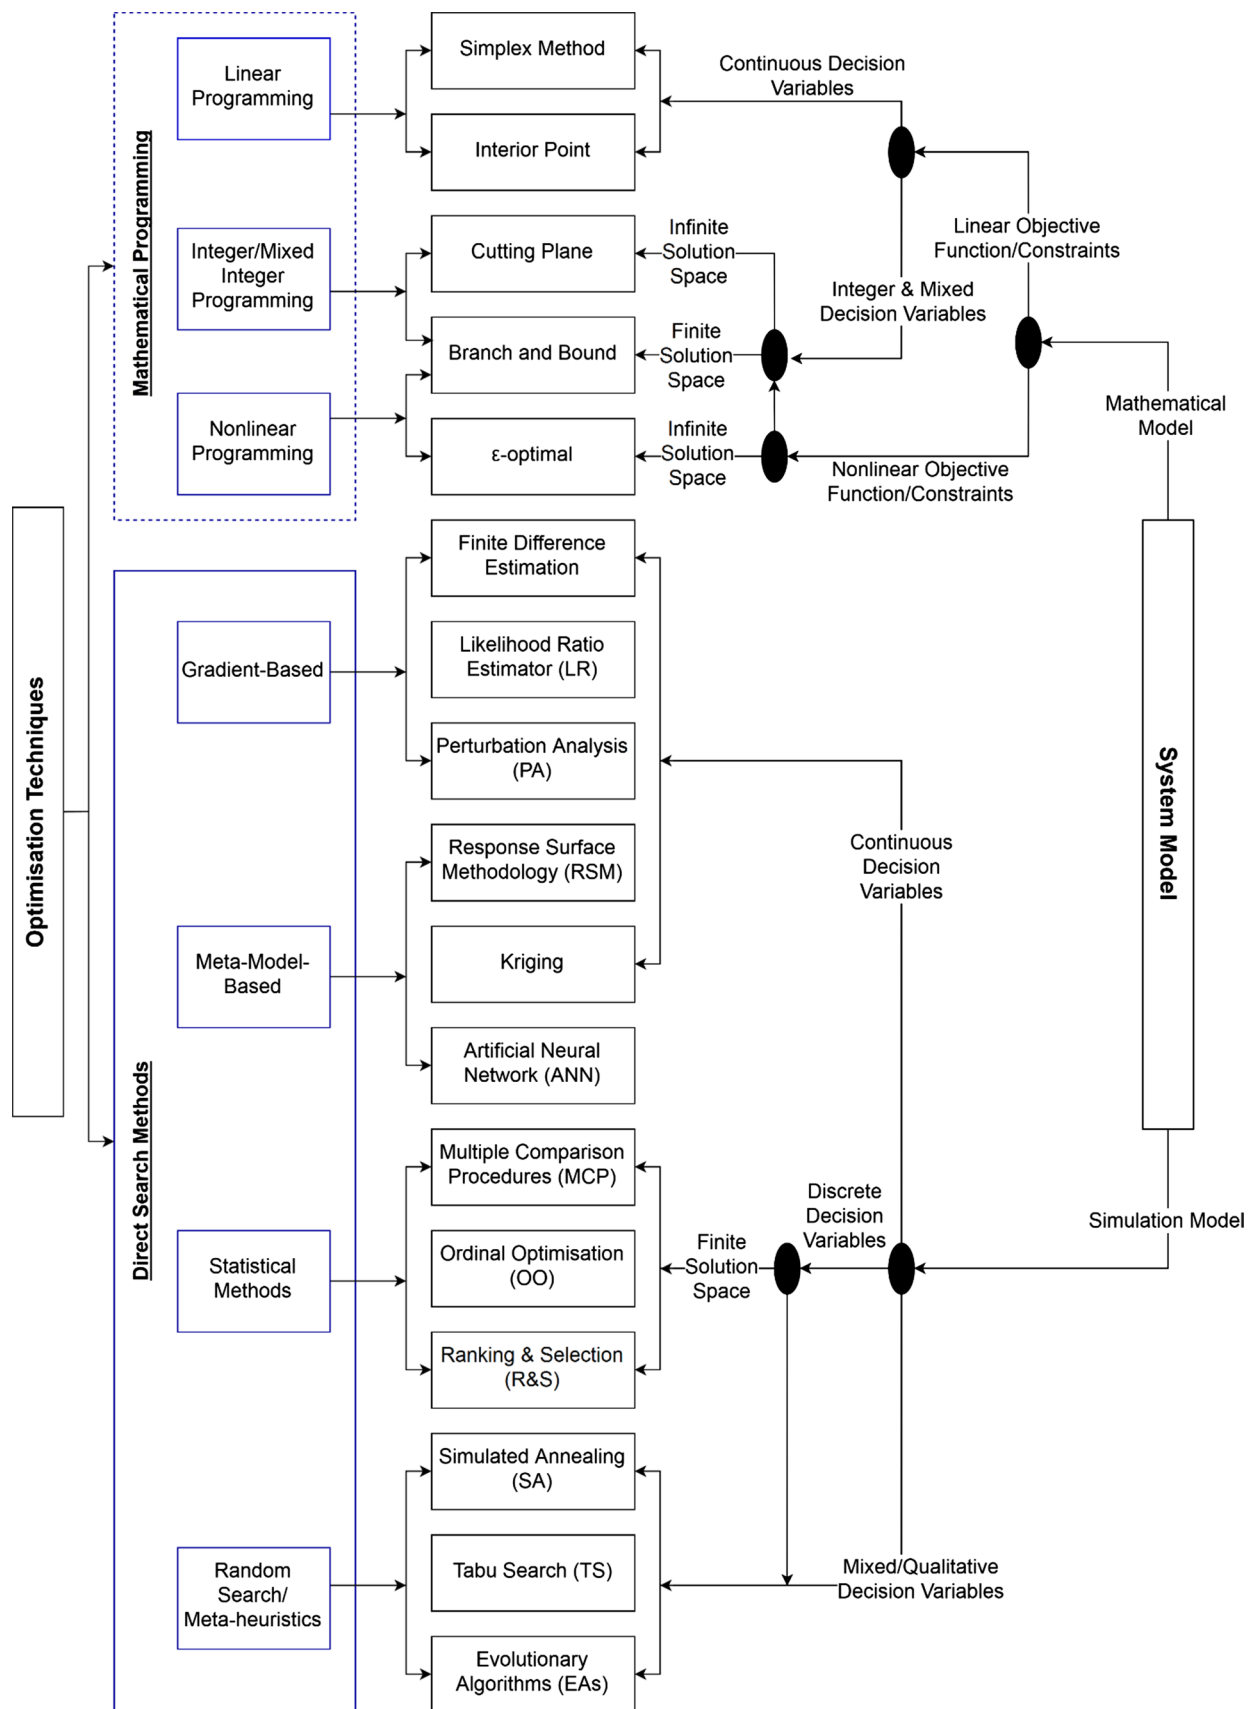 Optimisation Techniques
Mathematical Programming
Linear
Programming
Integer/Mixed
Integer
Programming
Nonlinear
Programming
Direct Search Methods
Gradient-Based
Meta-Model-
Based
Statistical
Methods
Random
Search/
Meta-heuristics
Simplex Method
Interior Point
Cutting Plane
Branch and Bound
ε-optimal
Finite Difference
Estimation
Likelihood Ratio
Estimator (LR)
Perturbation Analysis
(PA)
Response Surface
Methodology (RSM)
Kriging
Artificial Neural
Network (ANN)
Multiple Comparison
Procedures (MCP)
Ordinal Optimisation
(OO)
Ranking & Selection
(R&S)
Simulated Annealing
(SA)
Tabu Search (TS)
Evolutionary
Algorithms (EAs)
Continuous Decision
Variables
Infinite
Solution
Space
Finite
Solution
Space
Infinite
Solution
Space
Integer & Mixed
Decision Variables
Linear Objective
Function/Constraints
Nonlinear Objective
Function/Constraints
Mathematical
Model
System Model
Continuous
Decision
Variables
Discrete
Decision
Variables
Finite
Solution
Space
Simulation Model
Mixed/Qualitative
Decision Variables